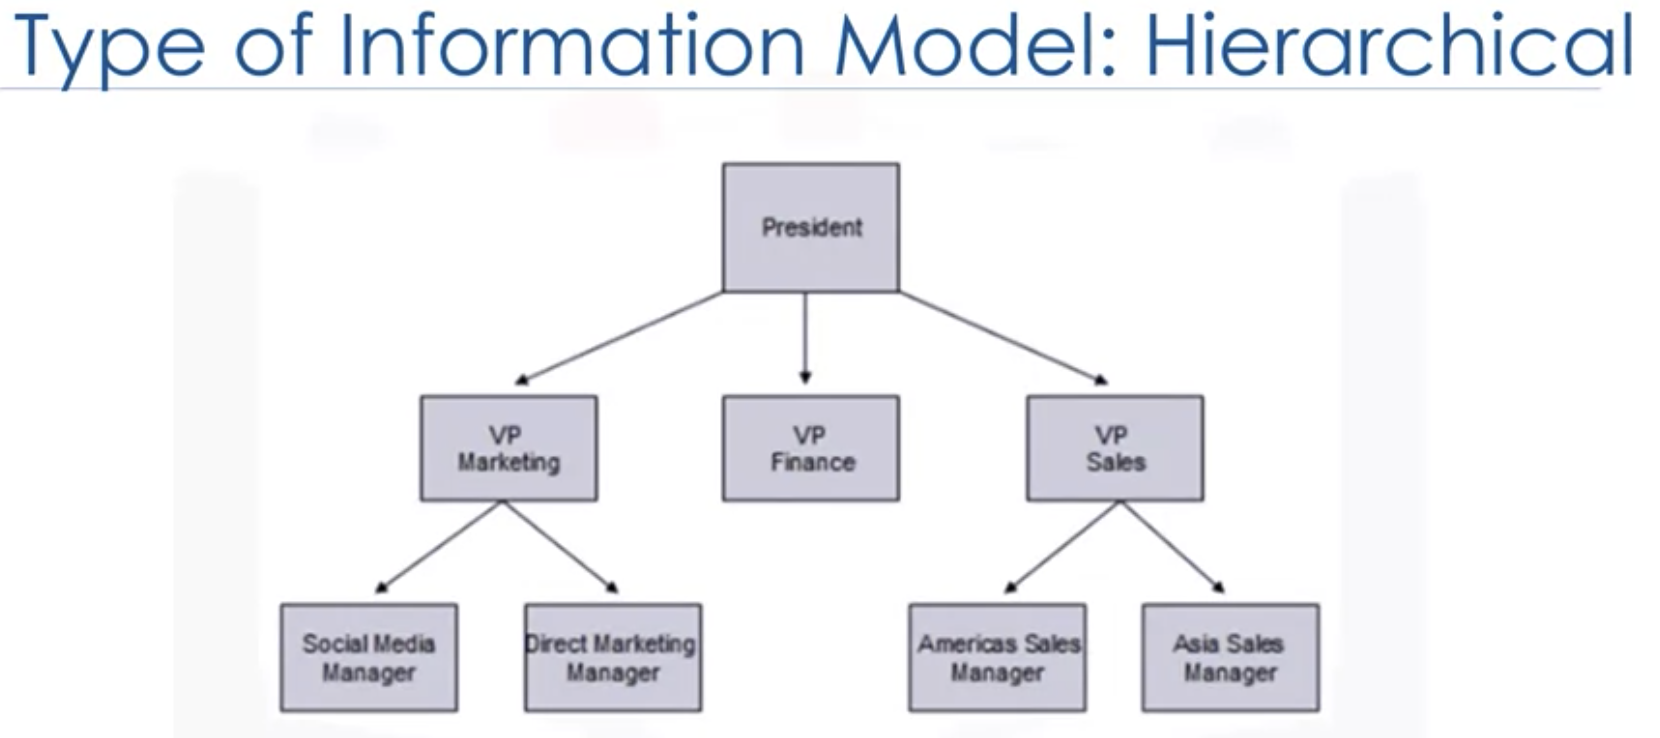 Type of Information Model: Hierarchical
President
VP
Marketing
VP
Finance
VP
Sales
Social Media
Manager
Direct Marketing
Manager
Americas Sales
Manager
Asia Sales
Manager